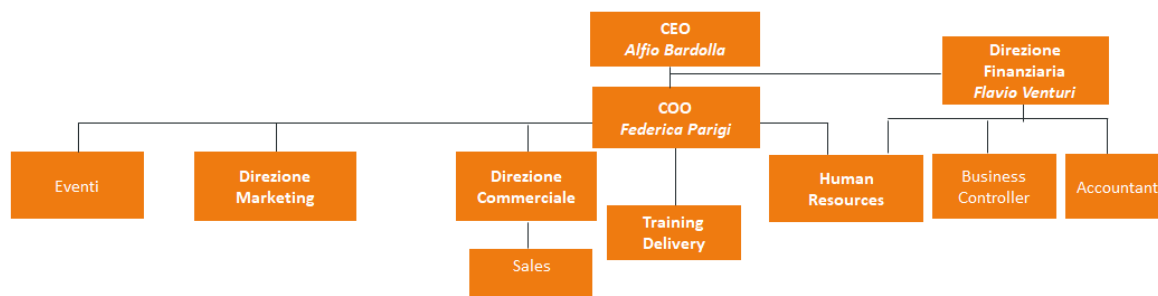 CEO
Alfio Bardolla
Direzione
Finanziaria
Flavio Venturi
COO
Federica Parigi
Eventi
Direzione
Marketing
Direzione
Commerciale
Human
Resources
Business
Controller
Accountant
Training
Delivery
Sales